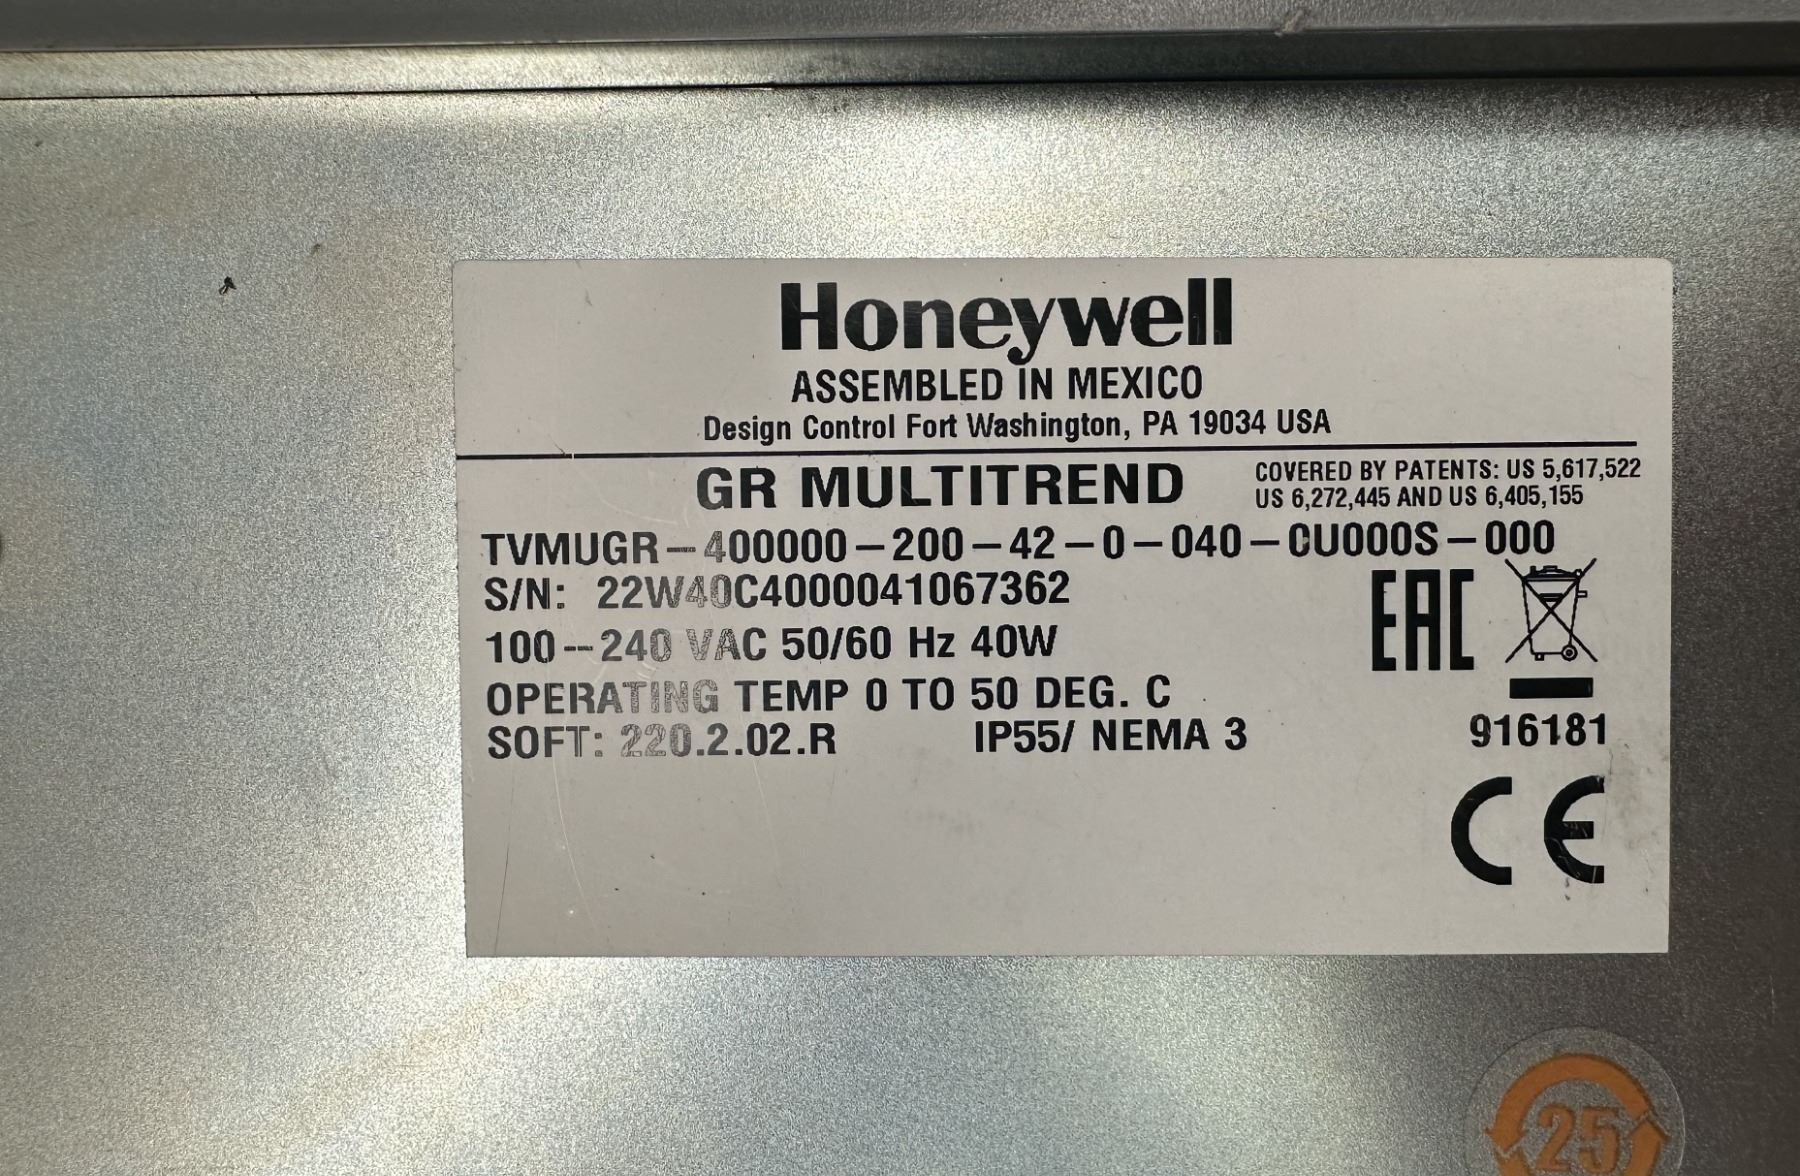 Honeywell
ASSEMBLED IN MEXICO
Design Control Fort Washington, PA 19034 USA
GR MULTITREND
COVERED BY PATENTS: US 5,617,522
US 6,272,445 AND US 6,405,155
TVMUGR-400000-200-42-0-040-CU000S-000
S/N: 22W40C4000041067362
100--240 VAC 50/60 Hz 40W
OPERATING TEMP 0 TO 50 DEG. C
SOFT: 220.2.02.R IP55/ NEMA 3
EAC
916181
CE
25